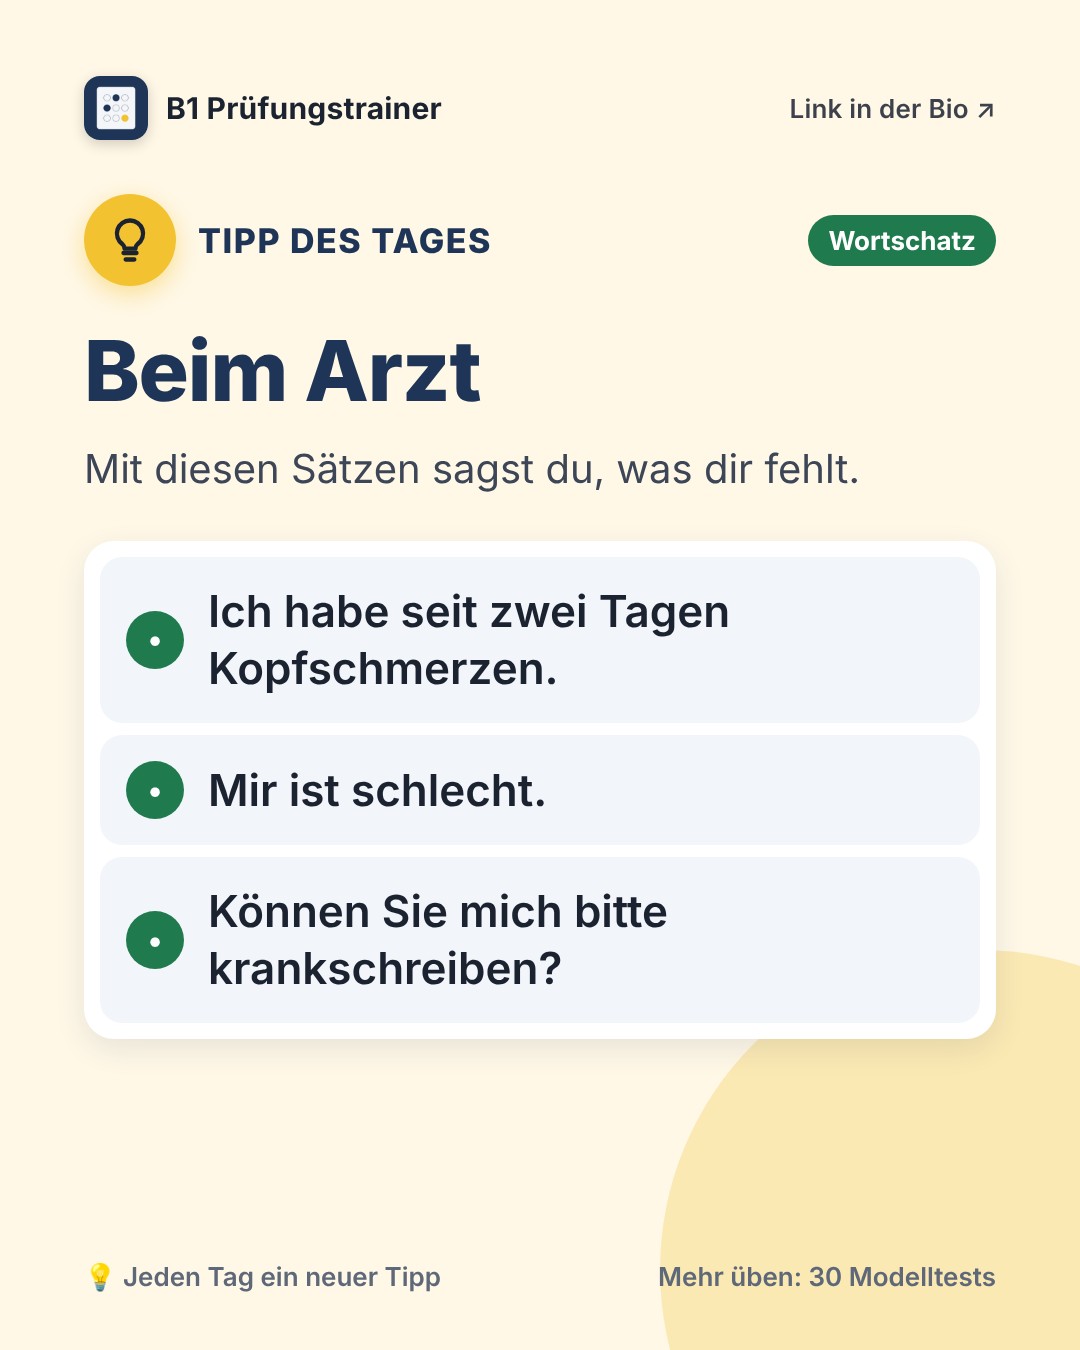 B1 Prüfungstrainer
Link in der Bio ↗
TIPP DES TAGES
Wortschatz
Beim Arzt
Mit diesen Sätzen sagst du, was dir fehlt.
• Ich habe seit zwei Tagen
Kopfschmerzen.
• Mir ist schlecht.
• Können Sie mich bitte
krankschreiben?
💡 Jeden Tag ein neuer Tipp
Mehr üben: 30 Modelltests